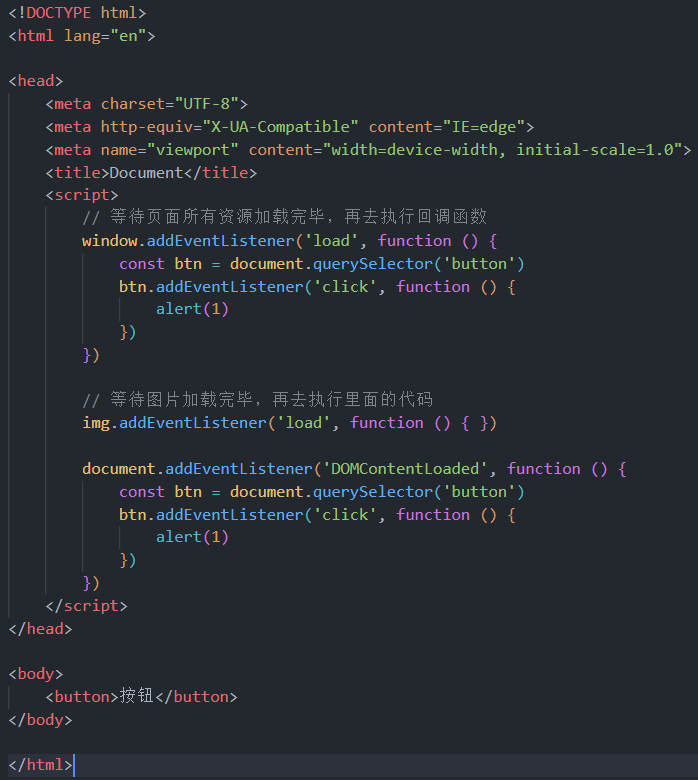 <!DOCTYPE html>
<html lang="en">

<head>
    <meta charset="UTF-8">
    <meta http-equiv="X-UA-Compatible" content="IE=edge">
    <meta name="viewport" content="width=device-width, initial-scale=1.0">
    <title>Document</title>
    <script>
        // 等待页面所有资源加载完毕，再去执行回调函数
        window.addEventListener('load', function () {
            const btn = document.querySelector('button')
            btn.addEventListener('click', function () {
                alert(1)
            })
        })

        // 等待图片加载完毕，再去执行里面的代码
        img.addEventListener('load', function () { })

        document.addEventListener('DOMContentLoaded', function () {
            const btn = document.querySelector('button')
            btn.addEventListener('click', function () {
                alert(1)
            })
        })
    </script>
</head>

<body>
    <button>按钮</button>
</body>

</html>